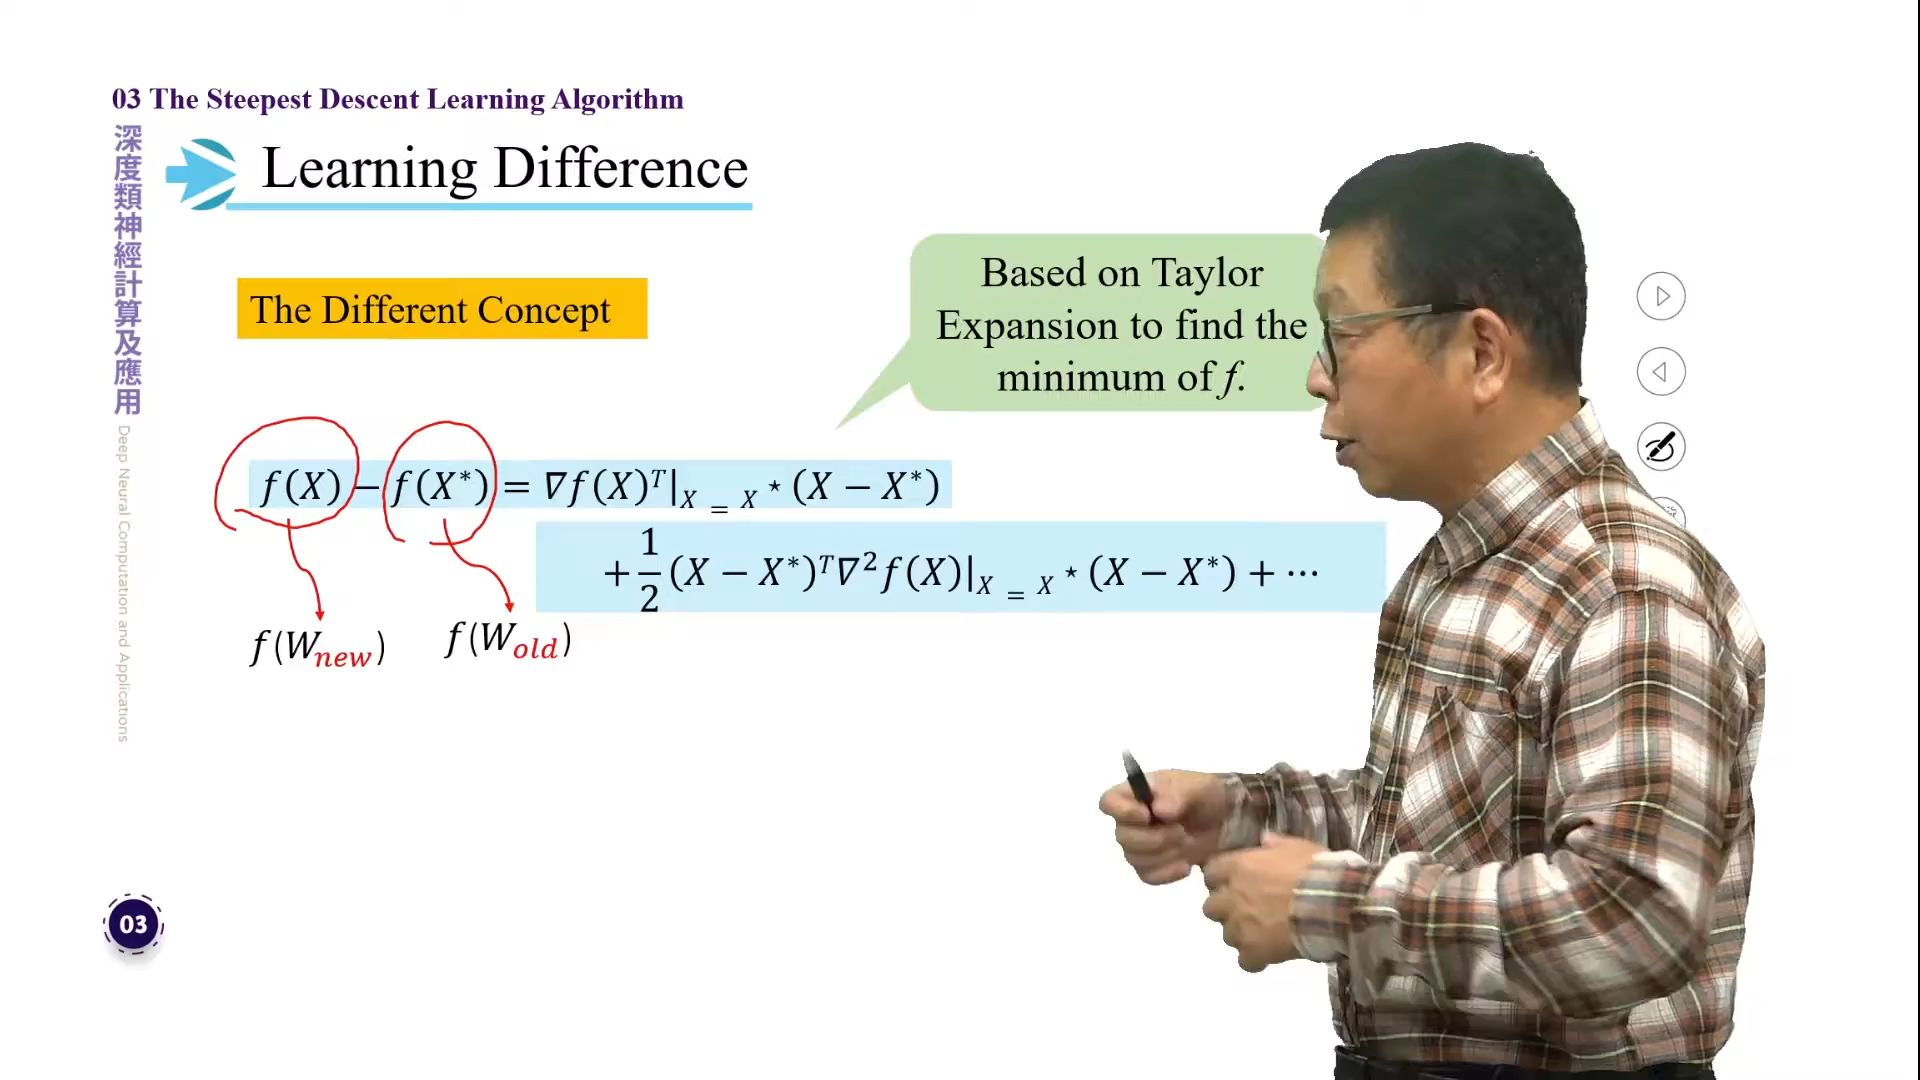 03 The Steepest Descent Learning Algorithm
深度類神經計算及應用
Deep Neural Computation and Applications
Learning Difference
The Different Concept
Based on Taylor
Expansion to find the
minimum of f.
f(X) − f(X*) = ∇f(X)ᵀ|X = X ⋆ (X − X*)
+ 1/2 (X − X*)ᵀ∇²f(X)|X = X ⋆ (X − X*) + ⋯
f(Wnew) f(Wold)
03